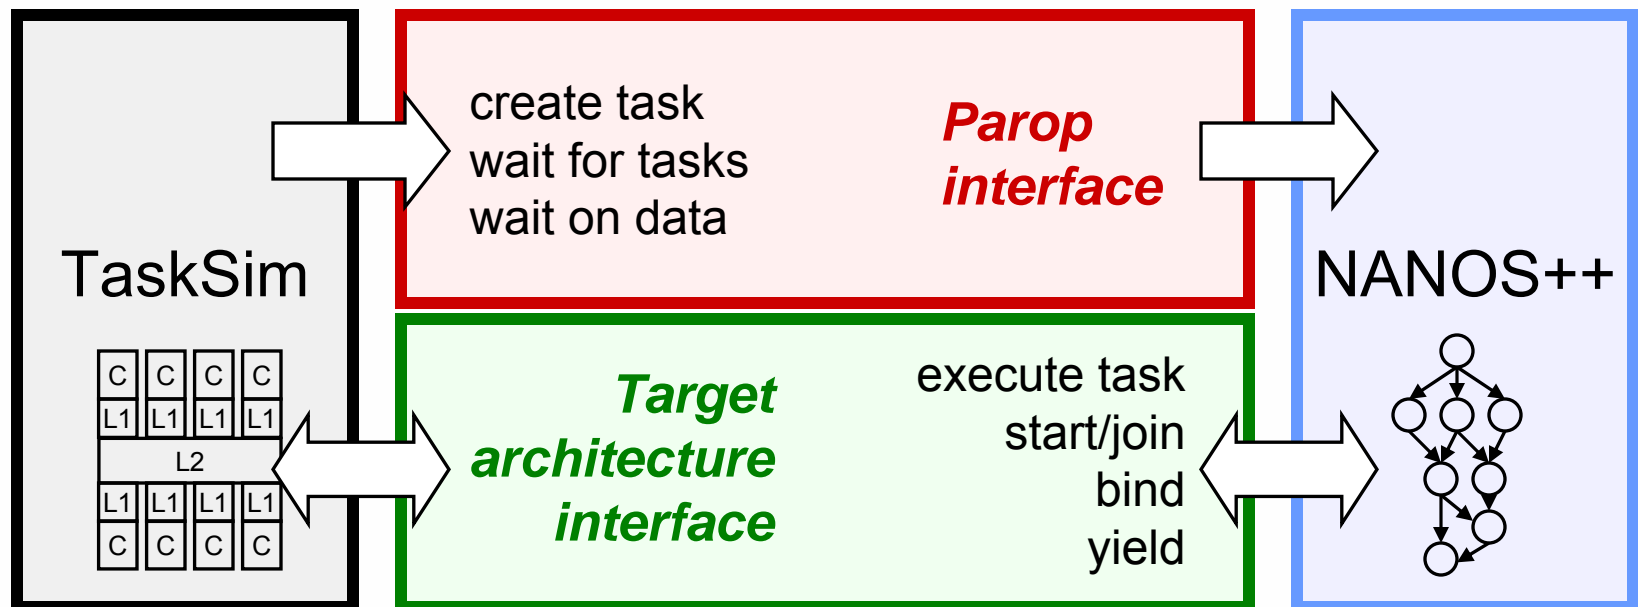 TaskSim
C C C C
L1 L1 L1 L1
L2
L1 L1 L1 L1
C C C C
create task
wait for tasks
wait on data
Parop
interface
Target
architecture
interface
execute task
start/join
bind
yield
NANOS++